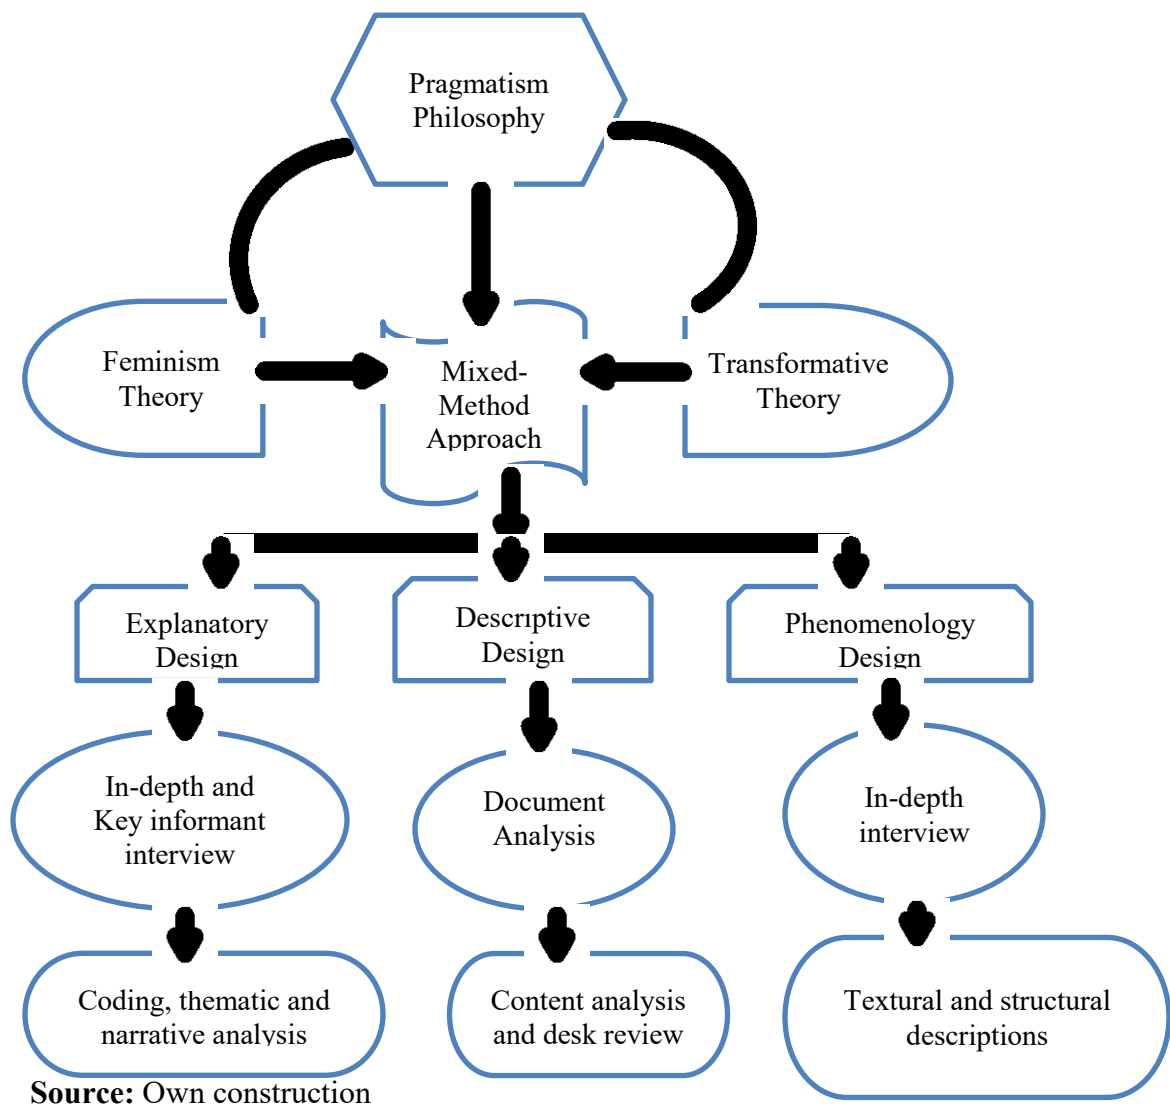 Pragmatism
Philosophy
Feminism
Theory
Mixed-
Method
Approach
Transformative
Theory
Explanatory
Design
Descriptive
Design
Phenomenology
Design
In-depth and
Key informant
interview
Document
Analysis
In-depth
interview
Coding, thematic and
narrative analysis
Content analysis
and desk review
Textural and structural
descriptions
Source: Own construction